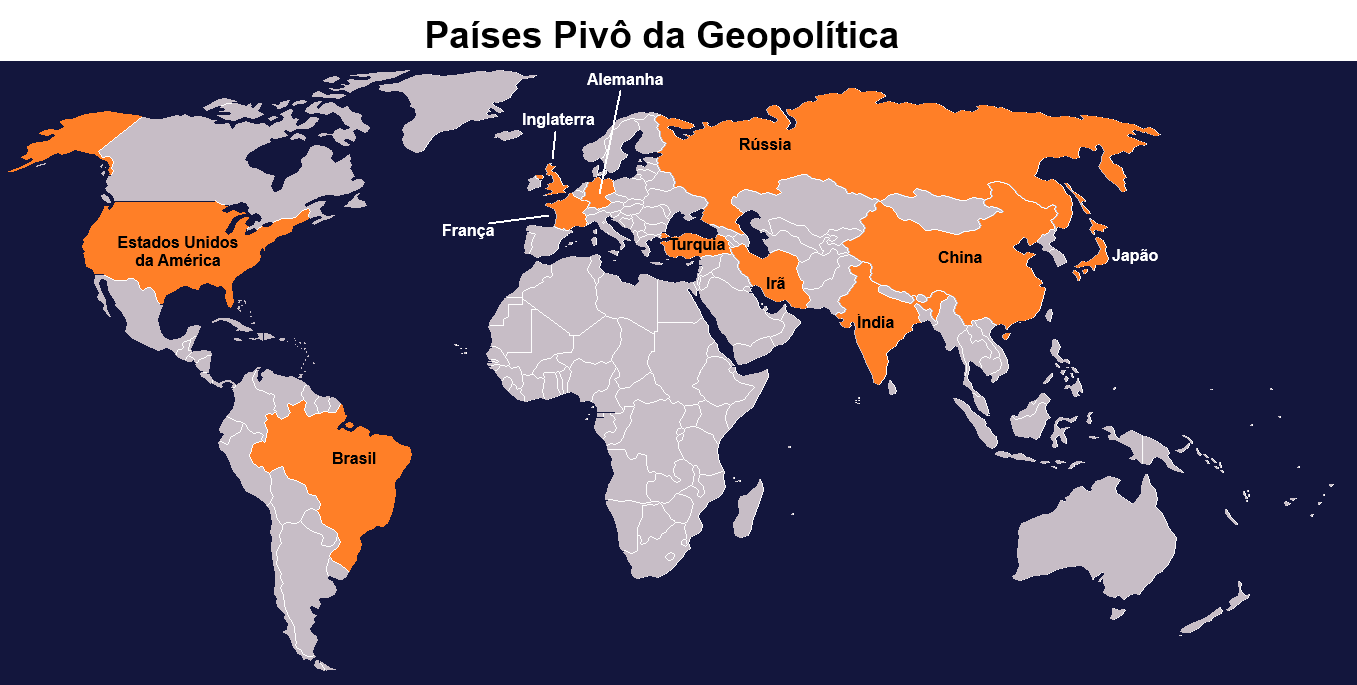 Países Pivô da Geopolítica
Alemanha
Inglaterra
Rússia
França
Estados Unidos
da América
Turquia
China
Japão
Irã
Índia
Brasil